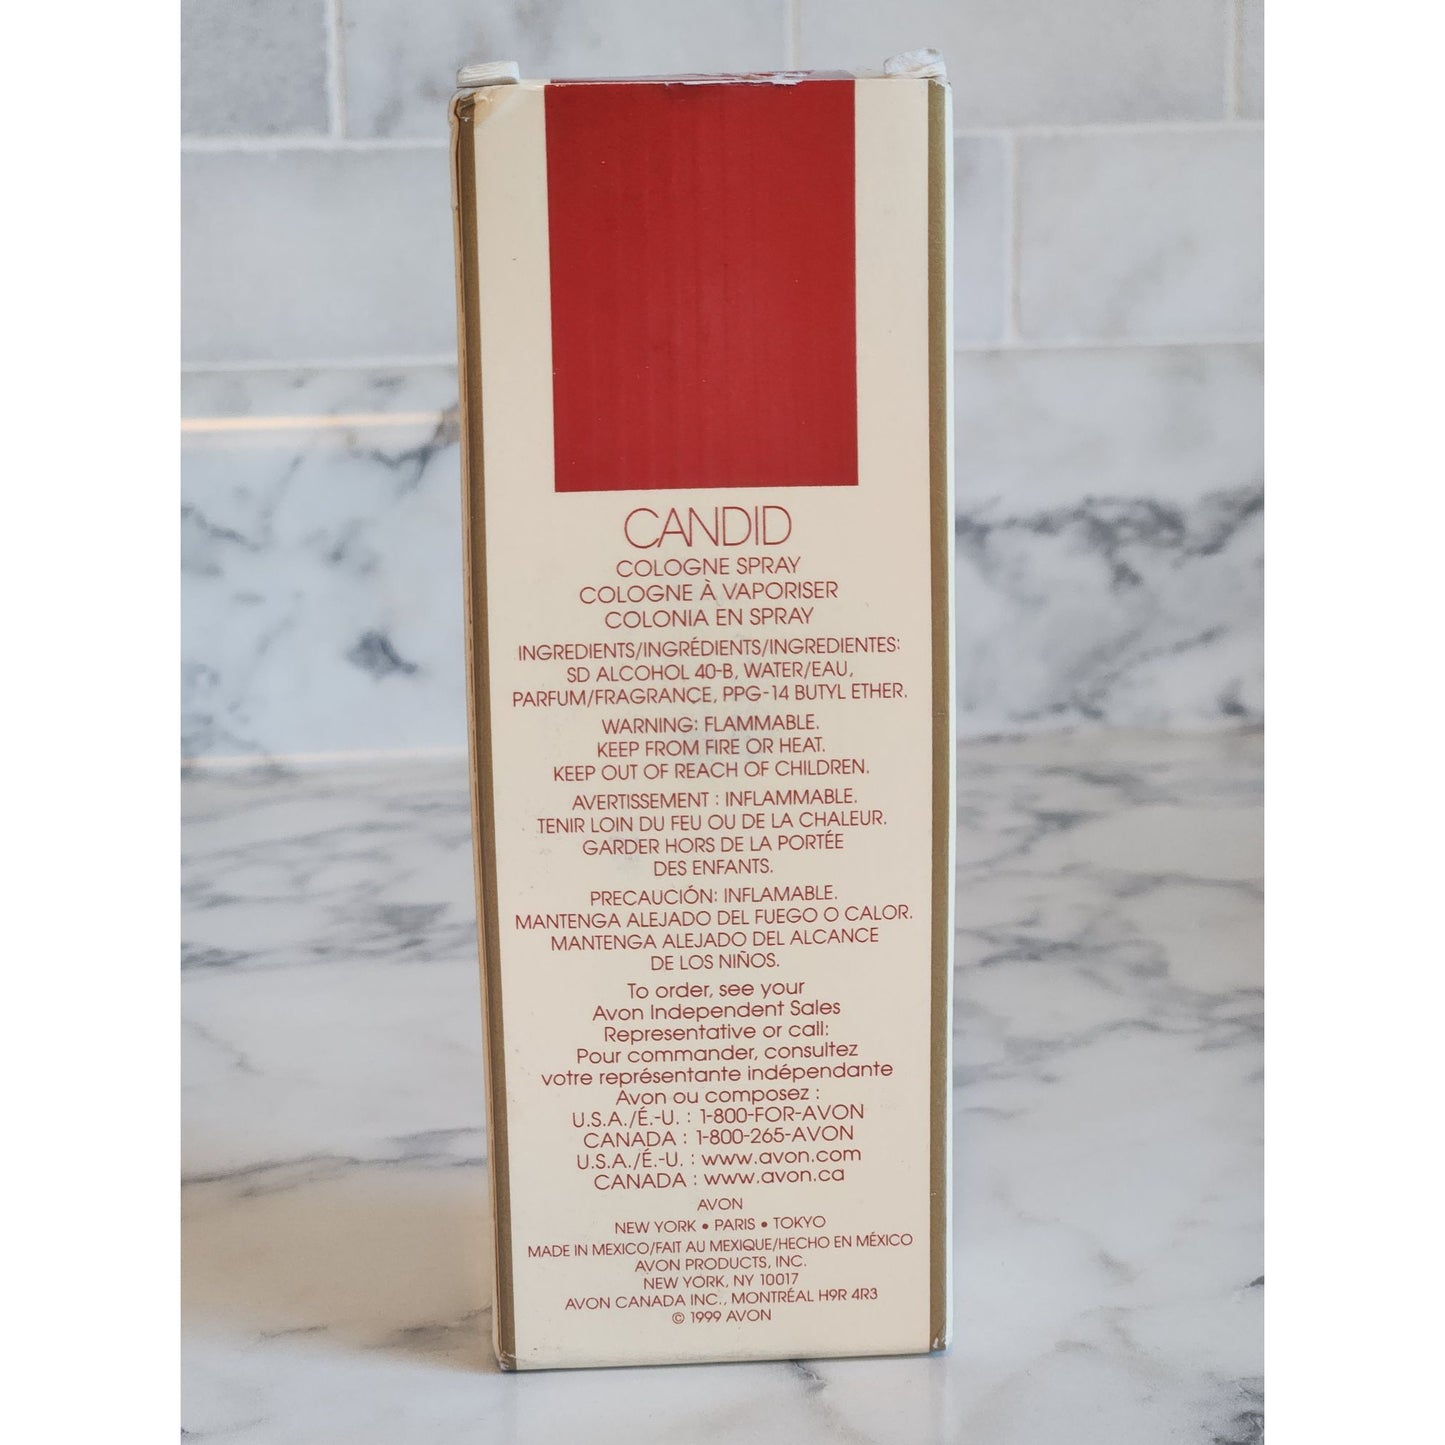 CANDID
COLOGNE SPRAY
COLOGNE À VAPORISER
COLONIA EN SPRAY
INGREDIENTS/INGRÉDIENTS/INGREDIENTES:
SD ALCOHOL 40-B, WATER/EAU,
PARFUM/FRAGRANCE, PPG-14 BUTYL ETHER.
WARNING: FLAMMABLE.
KEEP FROM FIRE OR HEAT.
KEEP OUT OF REACH OF CHILDREN.
AVERTISSEMENT : INFLAMMABLE.
TENIR LOIN DU FEU OU DE LA CHALEUR.
GARDER HORS DE LA PORTÉE
DES ENFANTS.
PRECAUCIÓN: INFLAMABLE.
MANTENGA ALEJADO DEL FUEGO O CALOR.
MANTENGA ALEJADO DEL ALCANCE
DE LOS NIÑOS.
To order, see your
Avon Independent Sales
Representative or call:
Pour commander, consultez
votre représentante indépendante
Avon ou composez :
U.S.A./É.-U. : 1-800-FOR-AVON
CANADA : 1-800-265-AVON
U.S.A./É.-U. : www.avon.com
CANADA : www.avon.ca
AVON
NEW YORK • PARIS • TOKYO
MADE IN MEXICO/FAIT AU MEXIQUE/HECHO EN MÉXICO
AVON PRODUCTS, INC.
NEW YORK, NY 10017
AVON CANADA INC., MONTRÉAL H9R 4R3
© 1999 AVON